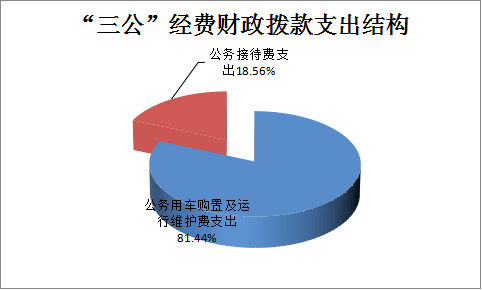 “三公”经费财政拨款支出结构
公务接待费支
出18.56%
公务用车购置及运
行维护费支出
81.44%